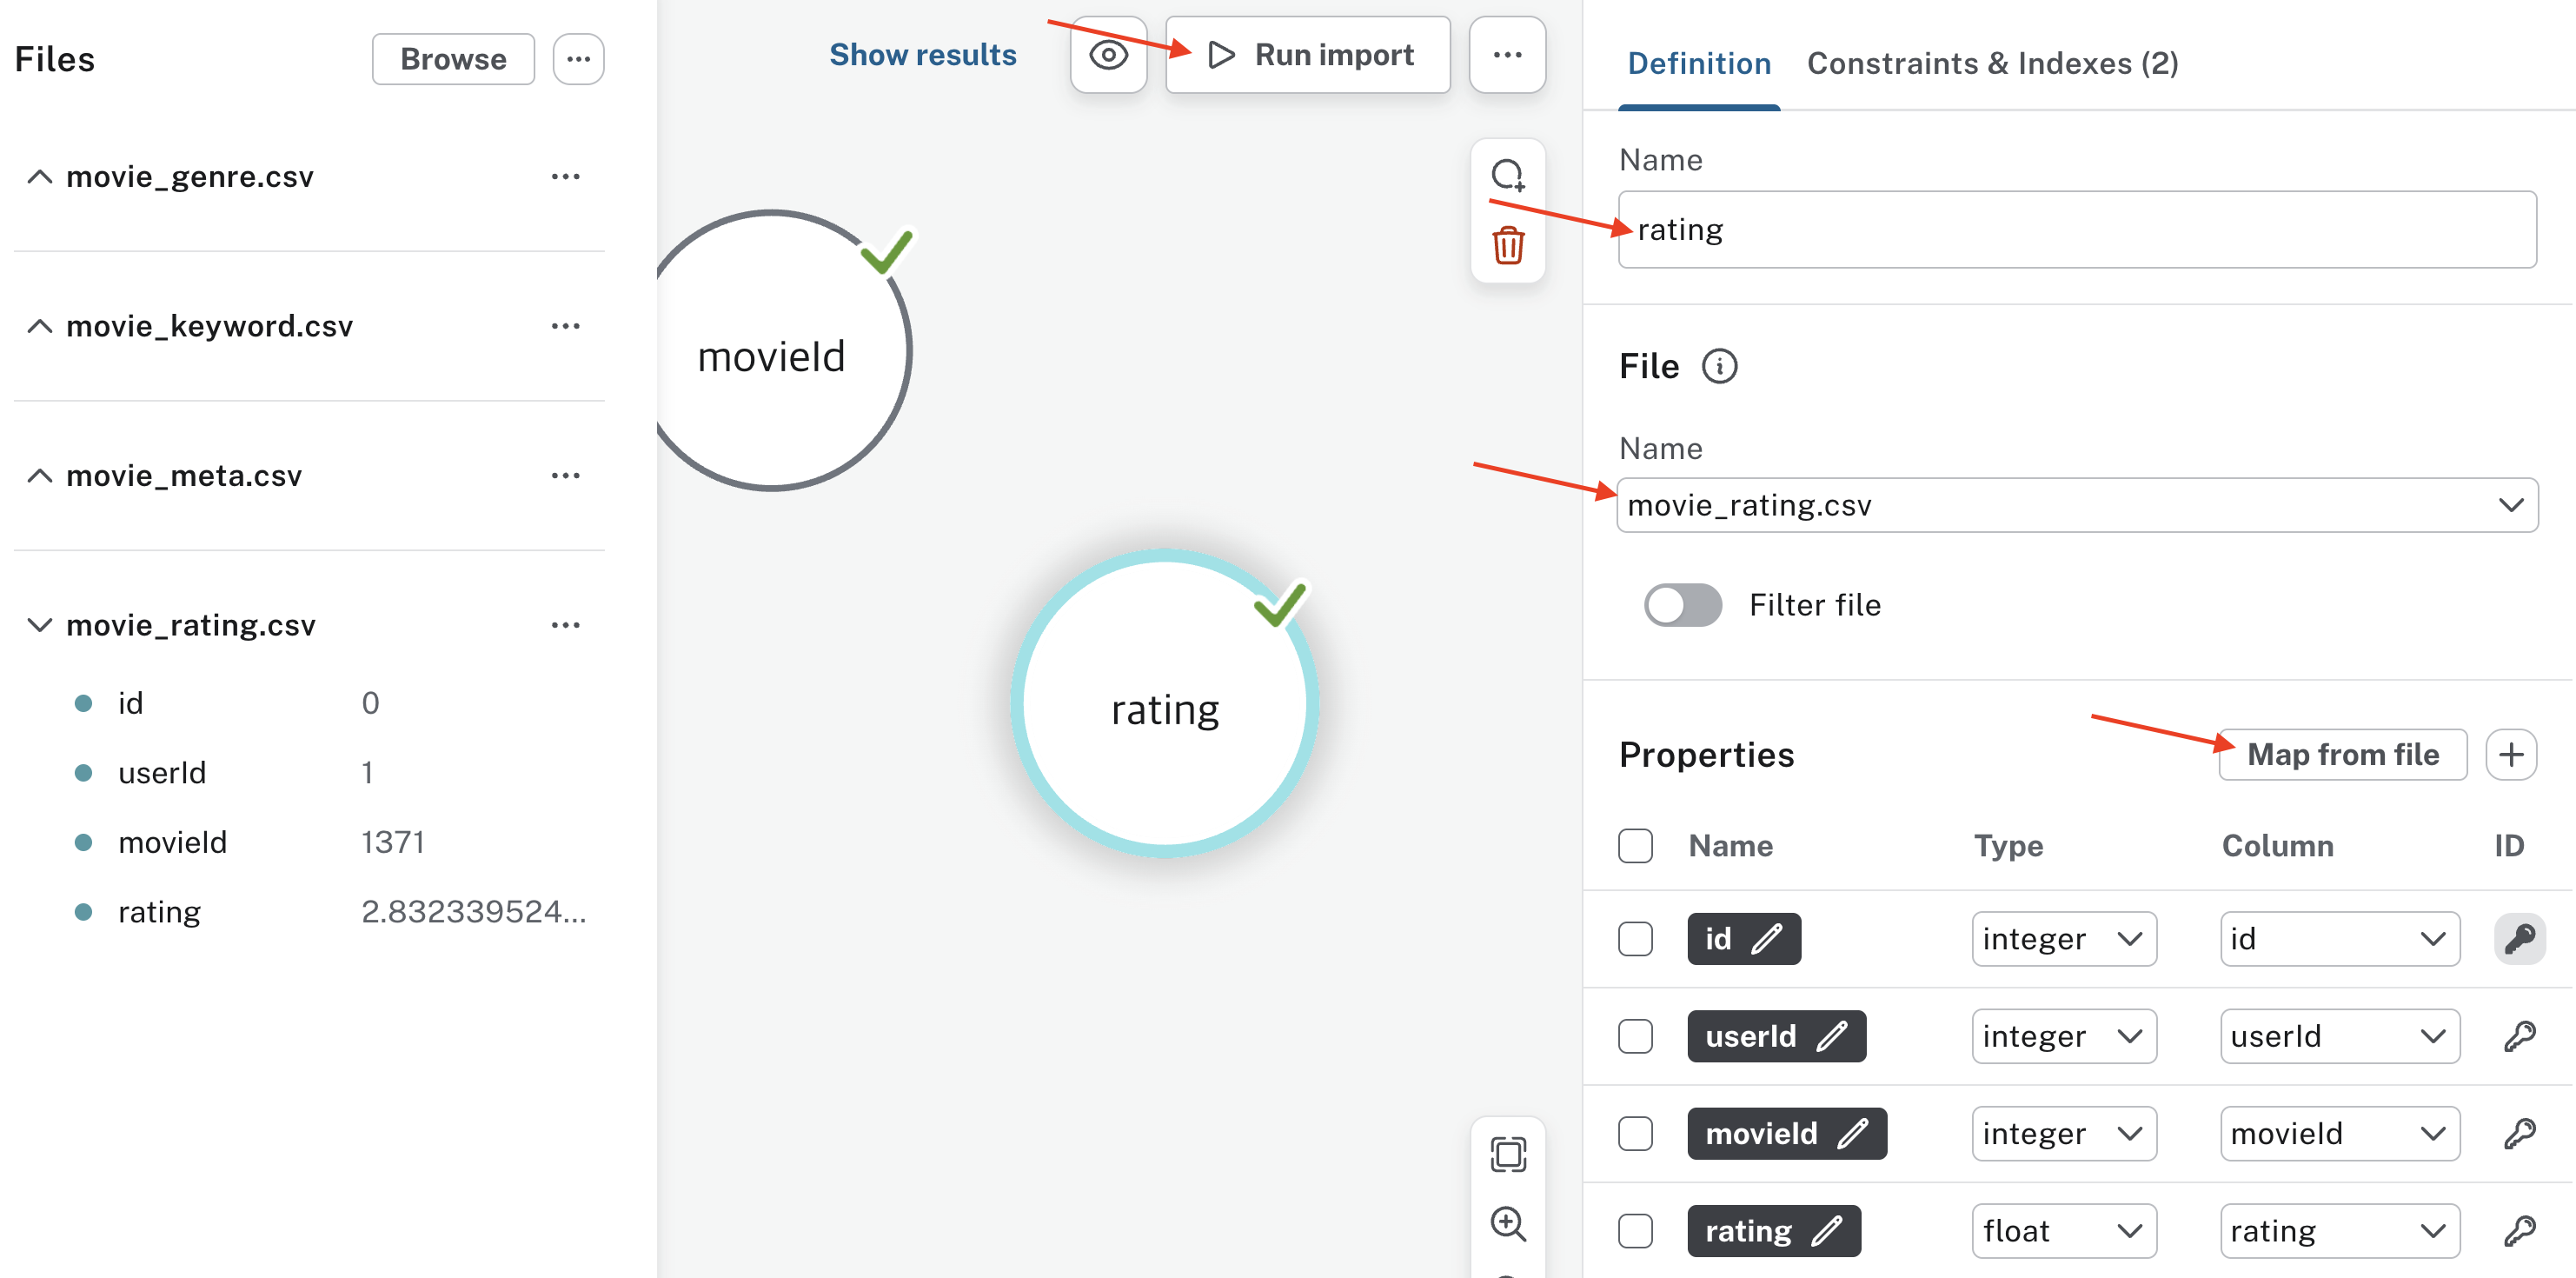 Files
Browse
movie_genre.csv
movie_keyword.csv
movie_meta.csv
movie_rating.csv
id 0
userId 1
movieId 1371
rating 2.832339524...
Show results
Run import
movieId
rating
Definition
Constraints & Indexes (2)
Name
rating
File
Name
movie_rating.csv
Filter file
Properties
Map from file
Name Type Column ID
id integer id
userId integer userId
movieId integer movieId
rating float rating